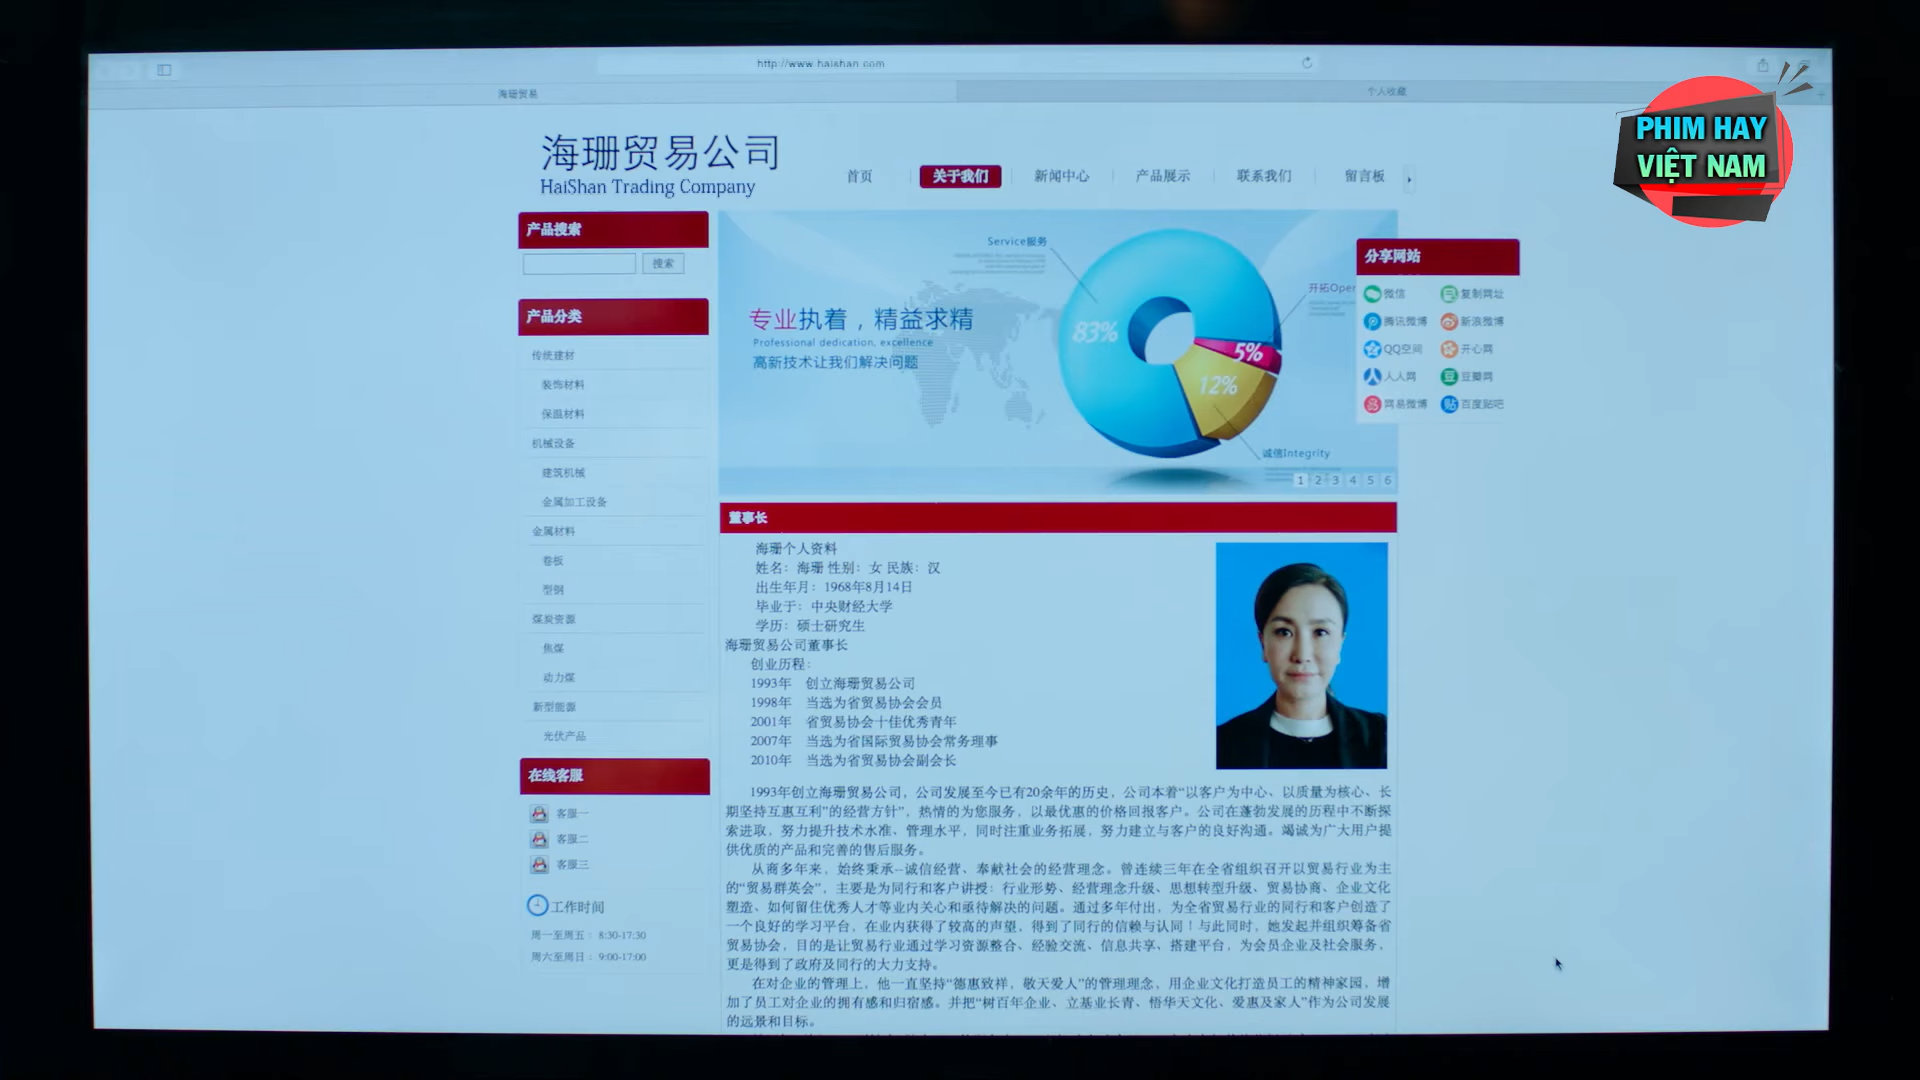 http://www.haishan.com
海珊贸易
个人收藏
PHIM HAY
VIỆT NAM
海珊贸易公司
HaiShan Trading Company
首页
关于我们
新闻中心
产品展示
联系我们
留言板
产品搜索
搜索
产品分类
传统建材
装饰材料
保温材料
机械设备
建筑机械
金属加工设备
金属材料
卷板
型钢
煤炭资源
焦煤
动力煤
新型能源
光伏产品
在线客服
客服一
客服二
客服三
工作时间
周一至周五： 8:30-17:30
周六至周日： 9:00-17:00
Service服务
专业执着，精益求精
Professional dedication, excellence
高新技术让我们解决问题
83%
5%
12%
开拓Oper
诚信Integrity
1 2 3 4 5 6
分享网站
微信 复制网址
腾讯微博 新浪微博
QQ空间 开心网
人人网 豆瓣网
网易微博 百度贴吧
董事长
海珊个人资料
姓名：海珊 性别：女 民族：汉
出生年月：1968年8月14日
毕业于：中央财经大学
学历：硕士研究生
海珊贸易公司董事长
创业历程：
1993年 创立海珊贸易公司
1998年 当选为省贸易协会会员
2001年 省贸易协会十佳优秀青年
2007年 当选为省国际贸易协会常务理事
2010年 当选为省贸易协会副会长
1993年创立海珊贸易公司，公司发展至今已有20余年的历史，公司本着“以客户为中心、以质量为核心、长
期坚持互惠互利”的经营方针”，热情的为您服务，以最优惠的价格回报客户。公司在蓬勃发展的历程中不断探
索进取，努力提升技术水准、管理水平，同时注重业务拓展，努力建立与客户的良好沟通。竭诚为广大用户提
供优质的产品和完善的售后服务。
从商多年来，始终秉承--诚信经营、奉献社会的经营理念。曾连续三年在全省组织召开以贸易行业为主
的“贸易群英会”，主要是为同行和客户讲授：行业形势、经营理念升级、思想转型升级、贸易协商、企业文化
塑造、如何留住优秀人才等业内关心和亟待解决的问题。通过多年付出，为全省贸易行业的同行和客户创造了
一个良好的学习平台，在业内获得了较高的声望，得到了同行的信赖与认同！与此同时，她发起并组织筹备省
贸易协会，目的是让贸易行业通过学习资源整合、经验交流、信息共享、搭建平台，为会员企业及社会服务，
更是得到了政府及同行的大力支持。
在对企业的管理上，他一直坚持“德惠致祥，敬天爱人”的管理理念，用企业文化打造员工的精神家园，增
加了员工对企业的拥有感和归宿感。并把“树百年企业、立基业长青、悟华天文化、爱惠及家人”作为公司发展
的远景和目标。